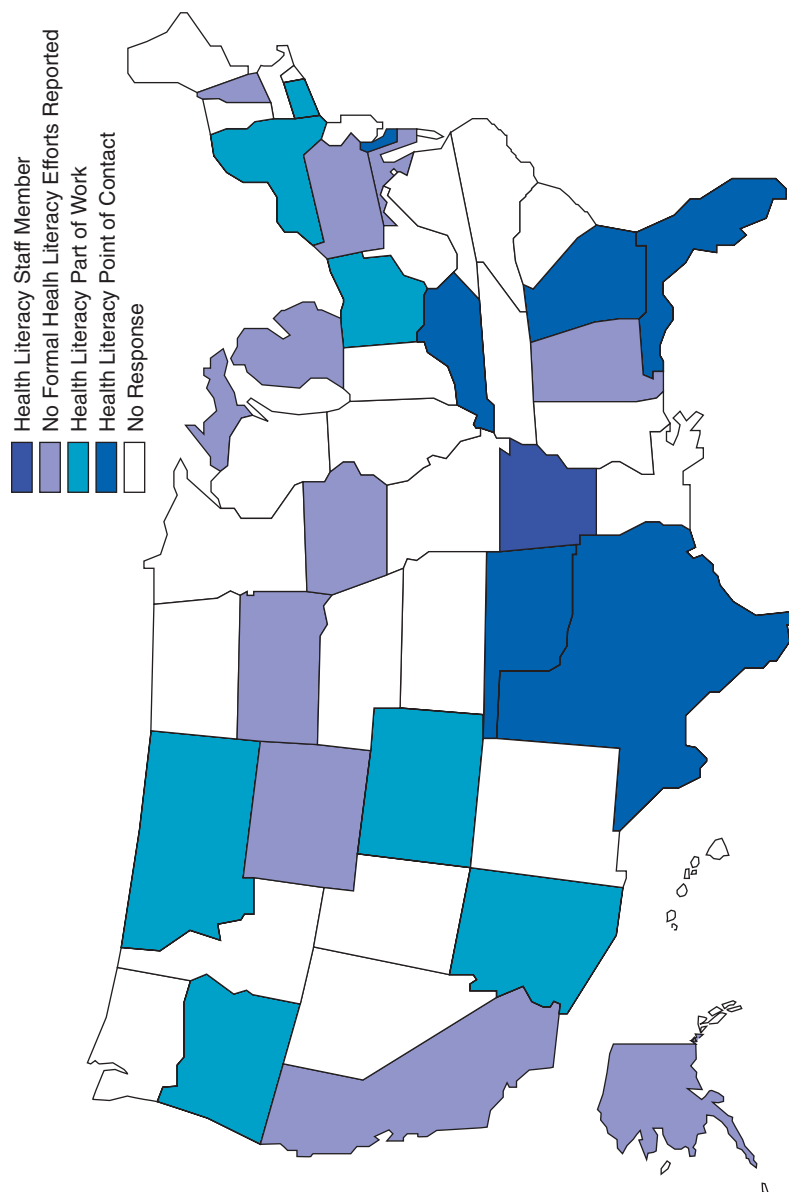 Health Literacy Staff Member
No Formal Healh Literacy Efforts Reported
Health Literacy Part of Work
Health Literacy Point of Contact
No Response